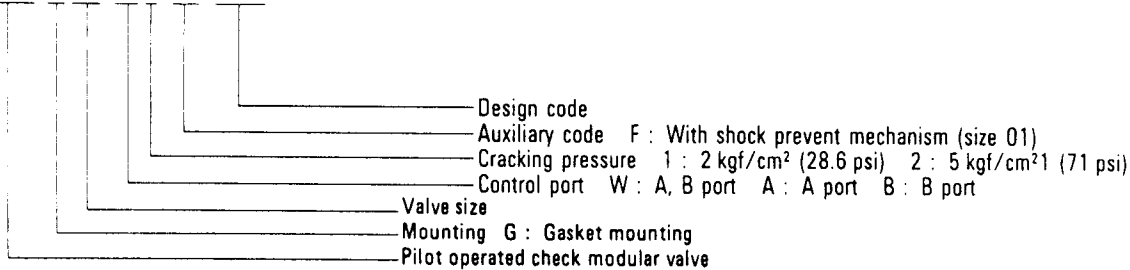 Design code
Auxiliary code F : With shock prevent mechanism (size 01)
Cracking pressure 1 : 2 kgf/cm² (28.6 psi) 2 : 5 kgf/cm²1 (71 psi)
Control port W : A, B port A : A port B : B port
Valve size
Mounting G : Gasket mounting
Pilot operated check modular valve